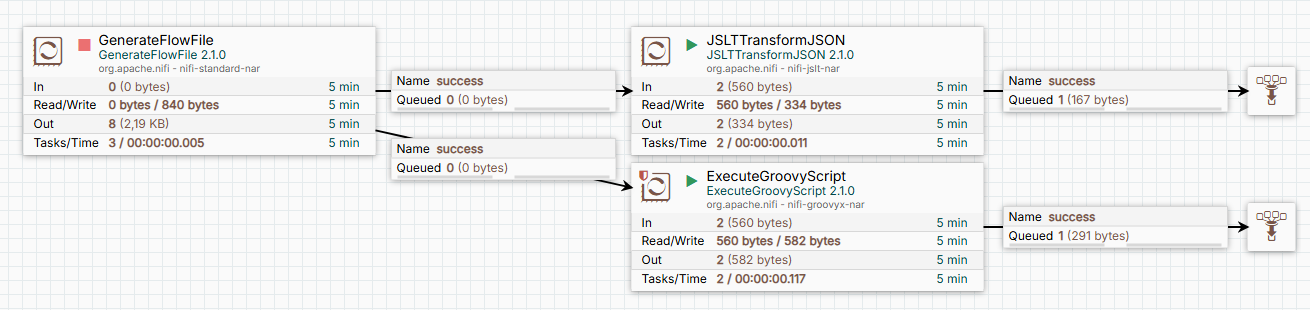 GenerateFlowFile
GenerateFlowFile 2.1.0
org.apache.nifi - nifi-standard-nar
In 0 (0 bytes) 5 min
Read/Write 0 bytes / 840 bytes 5 min
Out 8 (2,19 KB) 5 min
Tasks/Time 3 / 00:00:00.005 5 min
Name success
Queued 0 (0 bytes)
Name success
Queued 0 (0 bytes)
JSLTTransformJSON
JSLTTransformJSON 2.1.0
org.apache.nifi - nifi-jslt-nar
In 2 (560 bytes) 5 min
Read/Write 560 bytes / 334 bytes 5 min
Out 2 (334 bytes) 5 min
Tasks/Time 2 / 00:00:00.011 5 min
Name success
Queued 1 (167 bytes)
ExecuteGroovyScript
ExecuteGroovyScript 2.1.0
org.apache.nifi - nifi-groovyx-nar
In 2 (560 bytes) 5 min
Read/Write 560 bytes / 582 bytes 5 min
Out 2 (582 bytes) 5 min
Tasks/Time 2 / 00:00:00.117 5 min
Name success
Queued 1 (291 bytes)